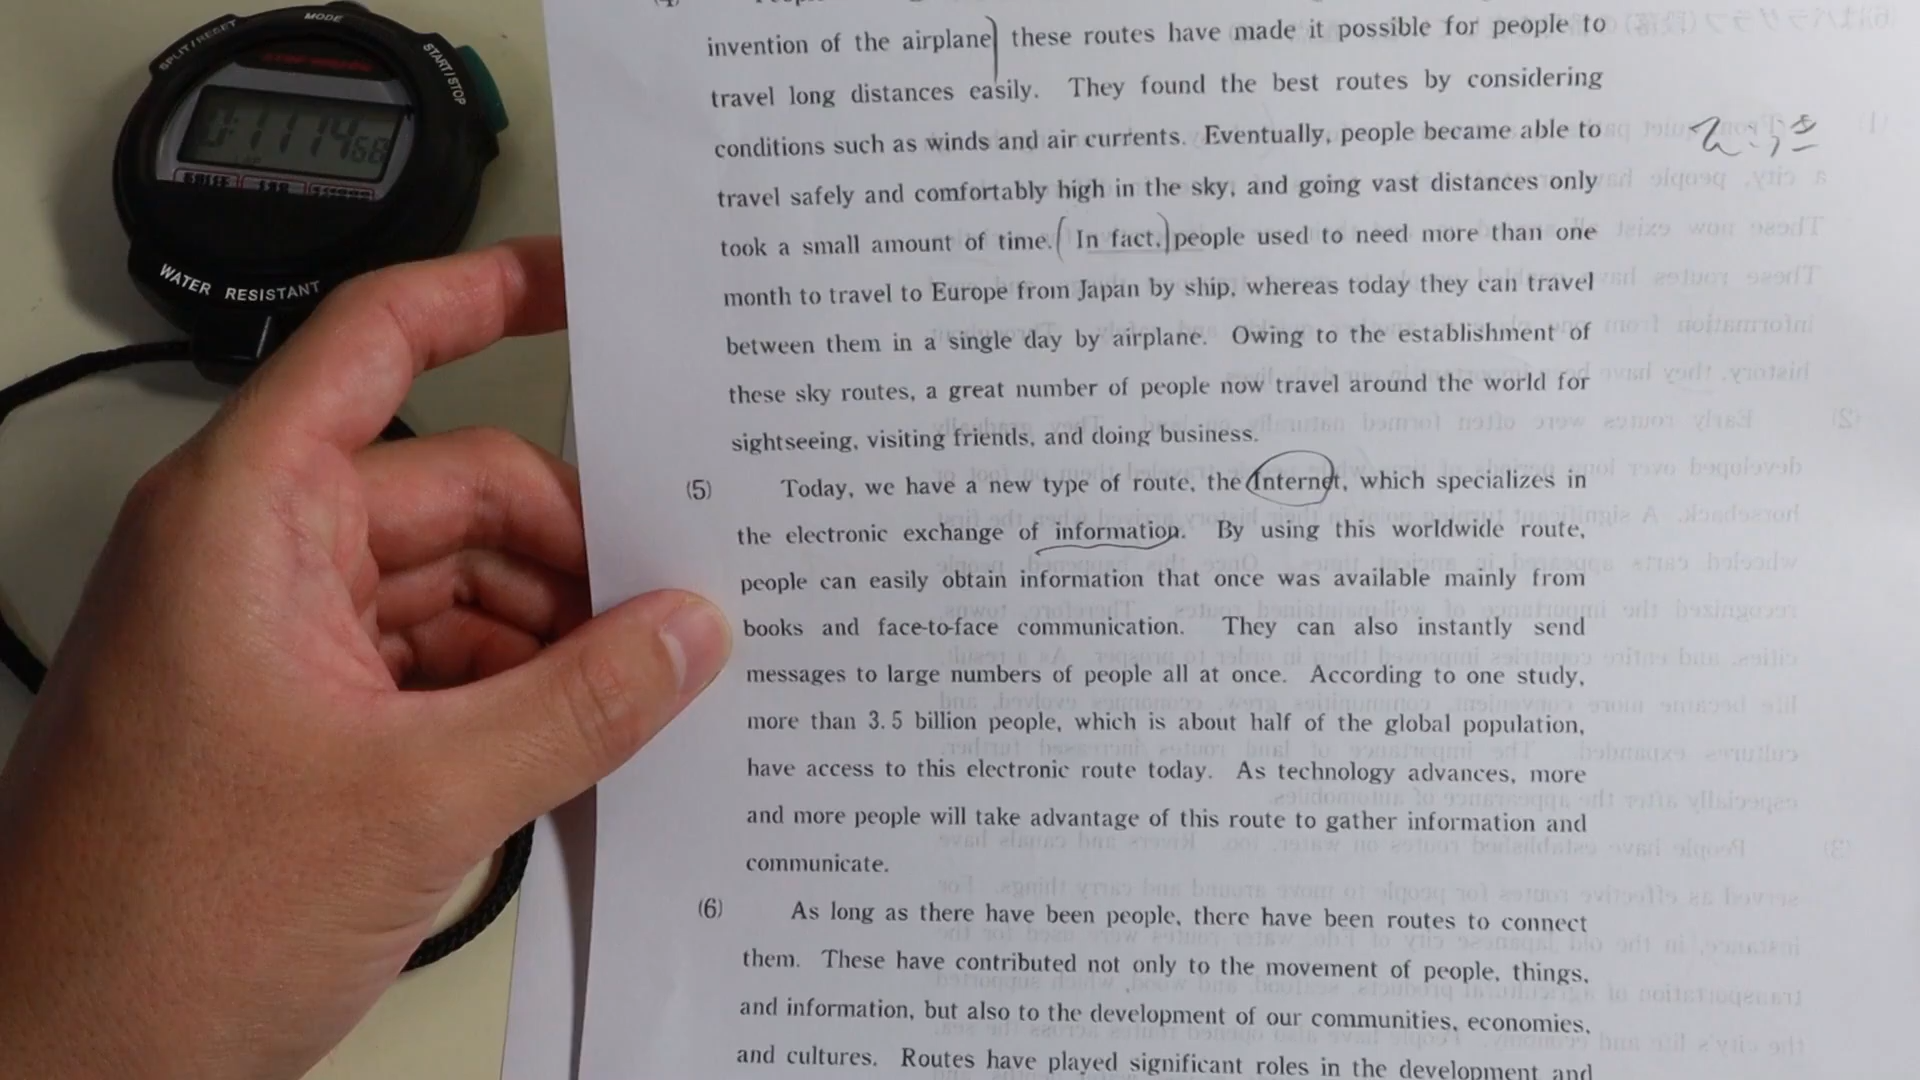 SPLIT/RESET
MODE
START/STOP
WATER RESISTANT
invention of the airplane) these routes have made it possible for people to
travel long distances easily. They found the best routes by considering
conditions such as winds and air currents. Eventually, people became able to
travel safely and comfortably high in the sky, and going vast distances only
took a small amount of time. (In fact,) people used to need more than one
month to travel to Europe from Japan by ship, whereas today they can travel
between them in a single day by airplane. Owing to the establishment of
these sky routes, a great number of people now travel around the world for
sightseeing, visiting friends, and doing business.
(5) Today, we have a new type of route, the Internet, which specializes in
the electronic exchange of information. By using this worldwide route,
people can easily obtain information that once was available mainly from
books and face-to-face communication. They can also instantly send
messages to large numbers of people all at once. According to one study,
more than 3.5 billion people, which is about half of the global population,
have access to this electronic route today. As technology advances, more
and more people will take advantage of this route to gather information and
communicate.
(6) As long as there have been people, there have been routes to connect
them. These have contributed not only to the movement of people, things,
and information, but also to the development of our communities, economies,
and cultures. Routes have played significant roles in the development and